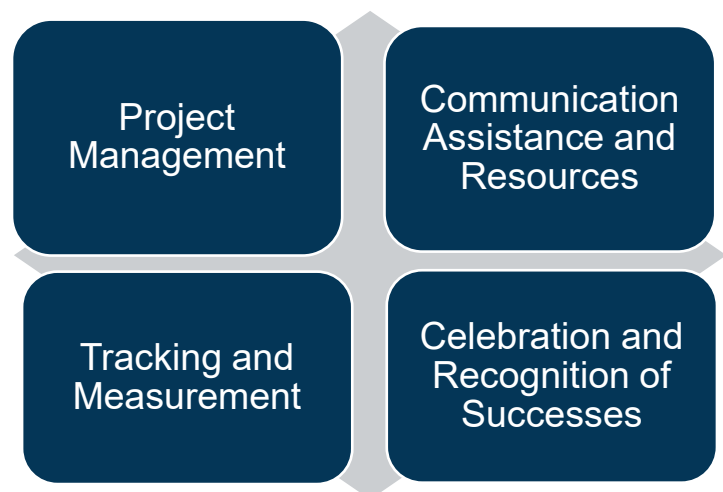 Project
Management
Communication
Assistance and
Resources
Tracking and
Measurement
Celebration and
Recognition of
Successes